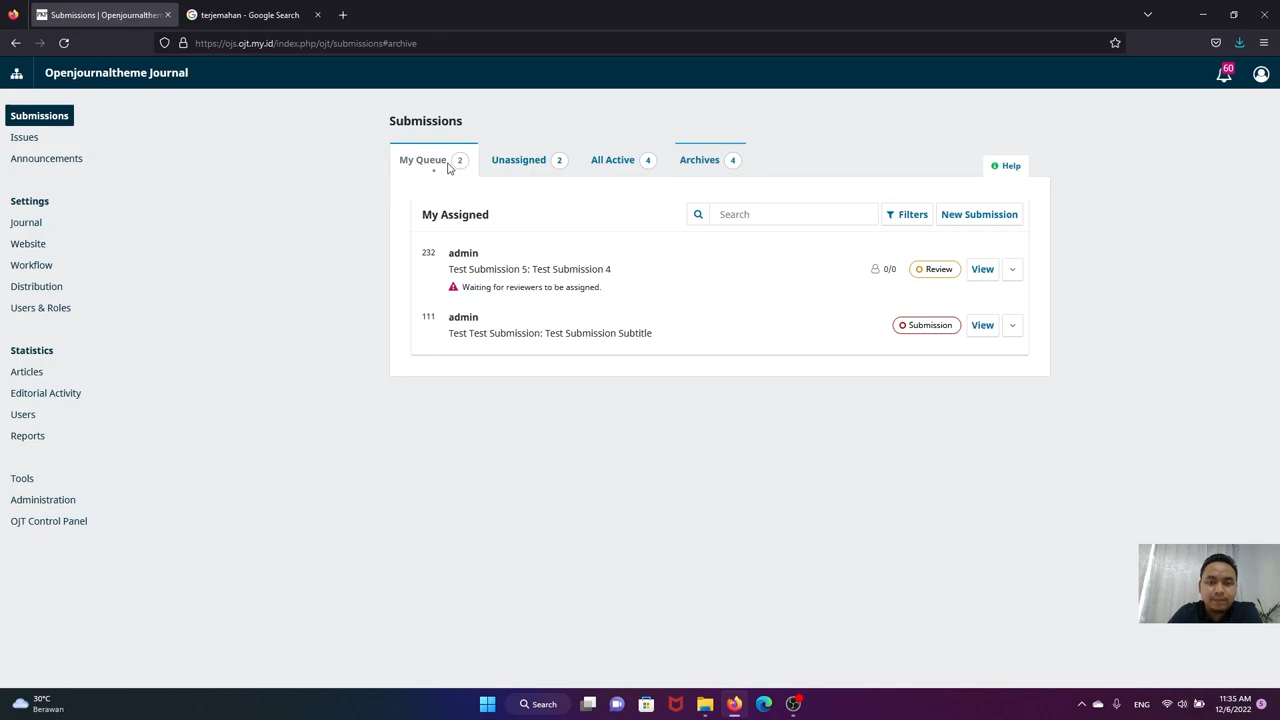 Submissions | Openjournaltheme
terjemahan - Google Search
https://ojs.ojt.my.id/index.php/ojt/submissions#archive
Openjournaltheme Journal
60
Submissions
Issues
Announcements
Settings
Journal
Website
Workflow
Distribution
Users & Roles
Statistics
Articles
Editorial Activity
Users
Reports
Tools
Administration
OJT Control Panel
Submissions
My Queue 2
Unassigned 2
All Active 4
Archives 4
Help
My Assigned
Search
Filters
New Submission
232
admin
Test Submission 5: Test Submission 4
Waiting for reviewers to be assigned.
0/0
Review
View
111
admin
Test Test Submission: Test Submission Subtitle
Submission
View
30°C
Berawan
Search
ENG
11:35 AM
12/6/2022
5